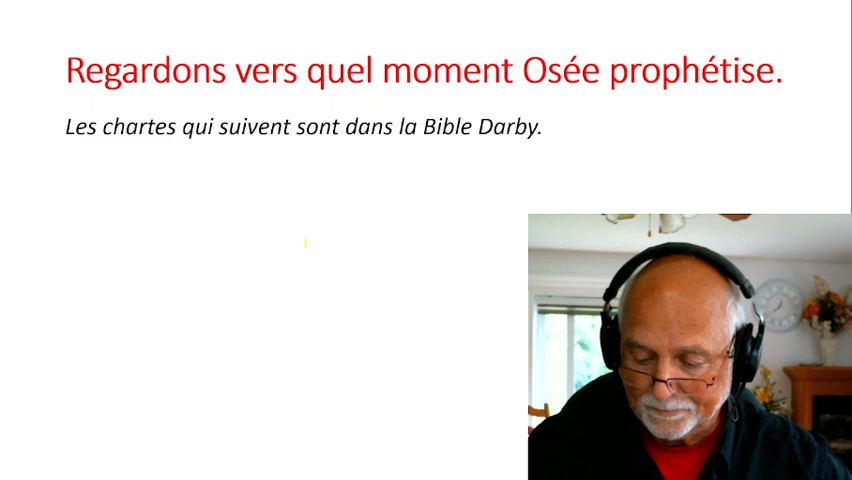 Regardons vers quel moment Osée prophétise.
Les chartes qui suivent sont dans la Bible Darby.